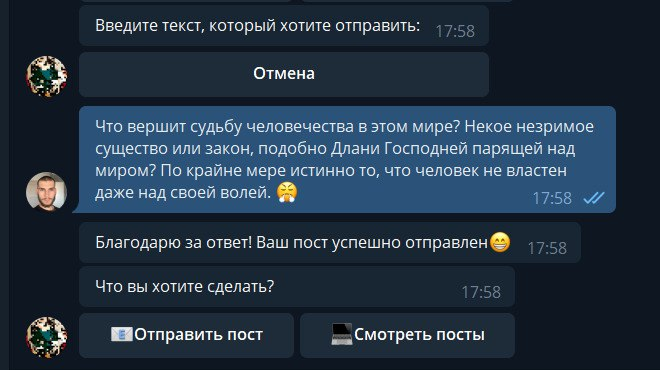 Введите текст, который хотите отправить:
17:58
Отмена
Что вершит судьбу человечества в этом мире? Некое незримое
существо или закон, подобно Длани Господней парящей над
миром? По крайне мере истинно то, что человек не властен
даже над своей волей. 😤
17:58
Благодарю за ответ! Ваш пост успешно отправлен😁
17:58
Что вы хотите сделать?
17:58
📧Отправить пост
💻Смотреть посты